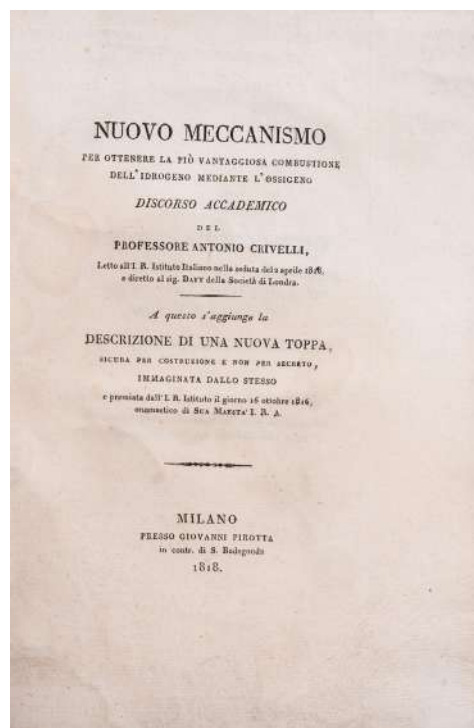 NUOVO MECCANISMO
PER OTTENERE LA PIÙ VANTAGGIOSA COMBUSTIONE
DELL'IDROGENO MEDIANTE L'OSSIGENO
DISCORSO ACCADEMICO
DEL
PROFESSORE ANTONIO CRIVELLI,
Letto all'I. R. Istituto Italiano nella seduta del 2 aprile 1818,
e diretto al sig. DAVY della Società di Londra.
A questo s'aggiunge la
DESCRIZIONE DI UNA NUOVA TOPPA,
SICURA PER COSTRUZIONE E NON PER SECRETO,
IMMAGINATA DALLO STESSO
e premiata dall'I. R. Istituto il giorno 16 ottobre 1816,
onomastico di SUA MAESTA' I. R. A.
MILANO
PRESSO GIOVANNI PIROTTA
in contr. di S. Radegonda
1818.